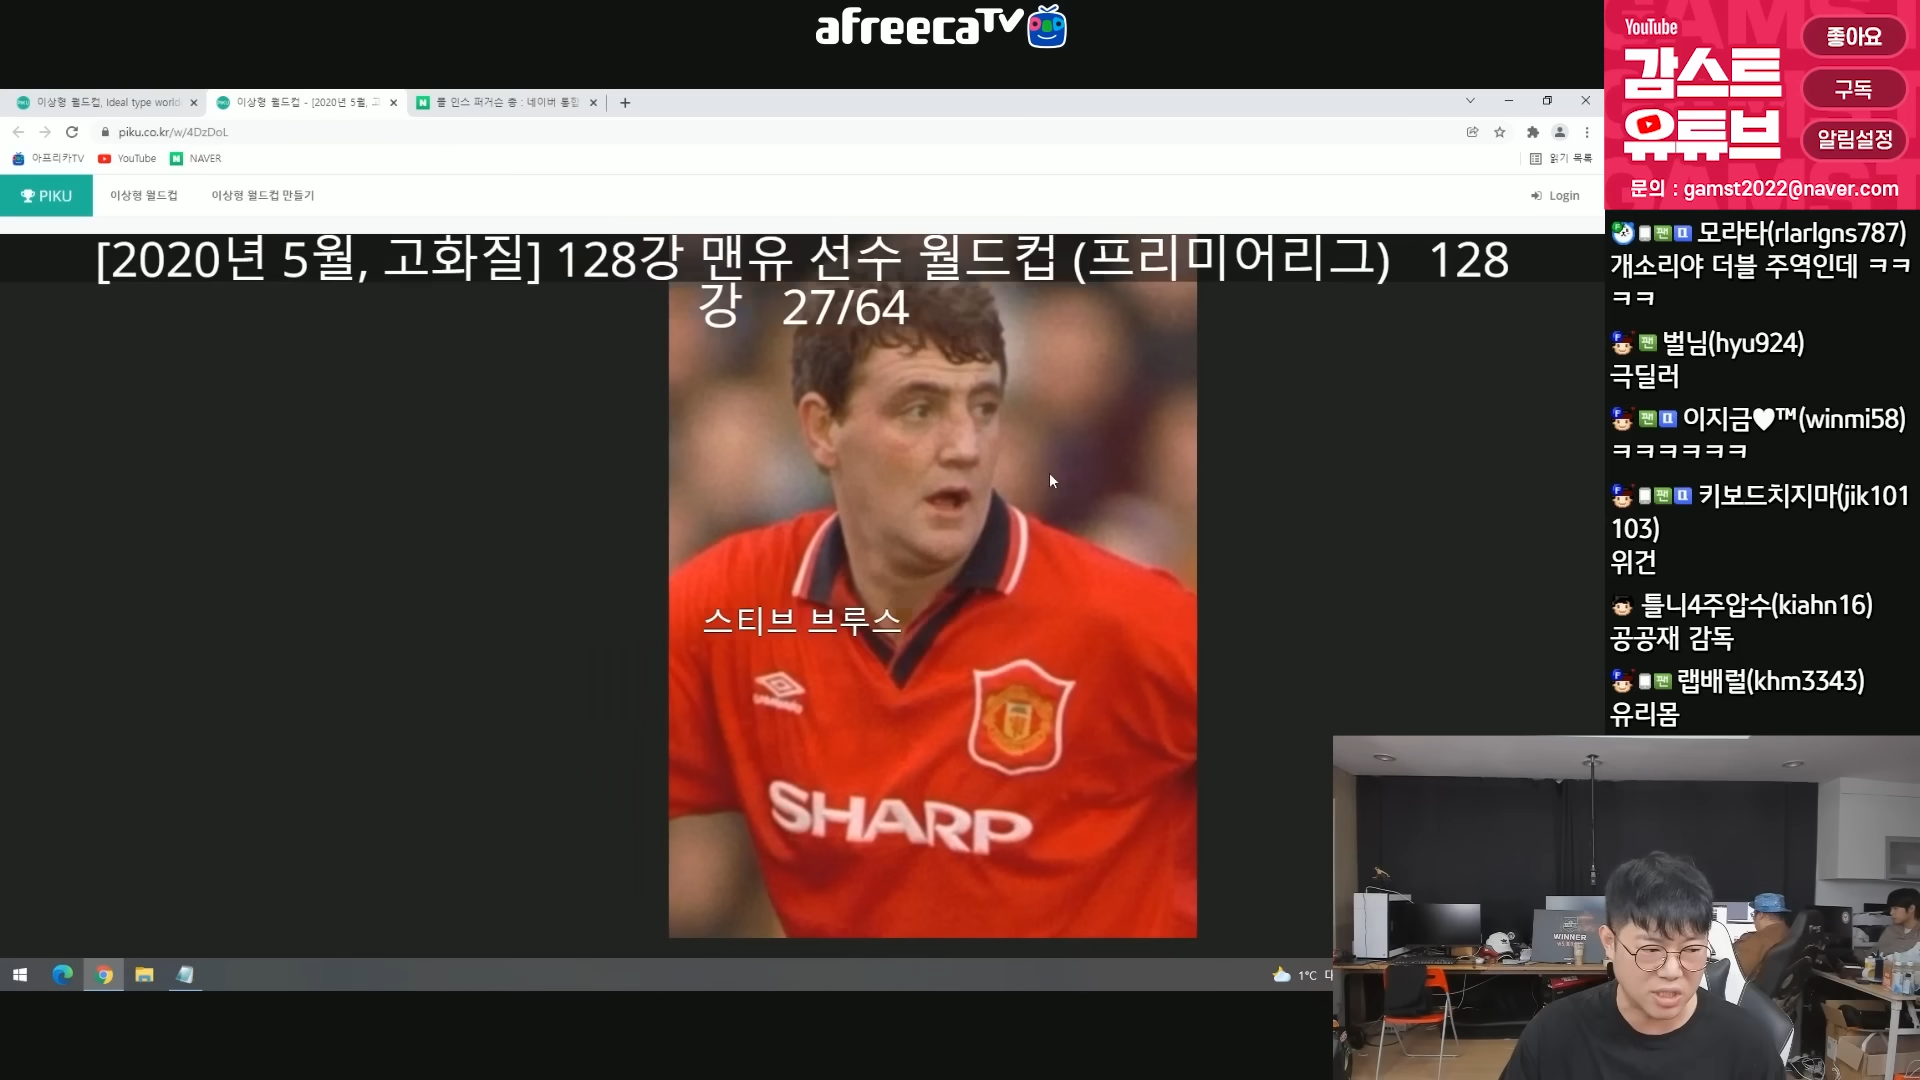 afreecaTV
이상형 월드컵, Ideal type world
이상형 월드컵 - [2020년 5월, 고
폴 인스 퍼거슨 총 : 네이버 통합
piku.co.kr/w/4DzDoL
아프리카TV
YouTube
NAVER
읽기 목록
PIKU
이상형 월드컵
이상형 월드컵 만들기
Login
[2020년 5월, 고화질] 128강 맨유 선수 월드컵 (프리미어리그) 128
강 27/64
스티브 브루스
UMBRO
SHARP
1°C
YouTube
감스트
유튜브
좋아요
구독
알림설정
문의 : gamst2022@naver.com
모라타(rlarlgns787)
개소리야 더블 주역인데 ㅋㅋ
ㅋㅋ
벌님(hyu924)
극딜러
이지금♥™(winmi58)
ㅋㅋㅋㅋㅋㅋ
키보드치지마(jik101
103)
위건
틀니4주압수(kiahn16)
공공재 감독
랩배럴(khm3343)
유리몸
WINNER